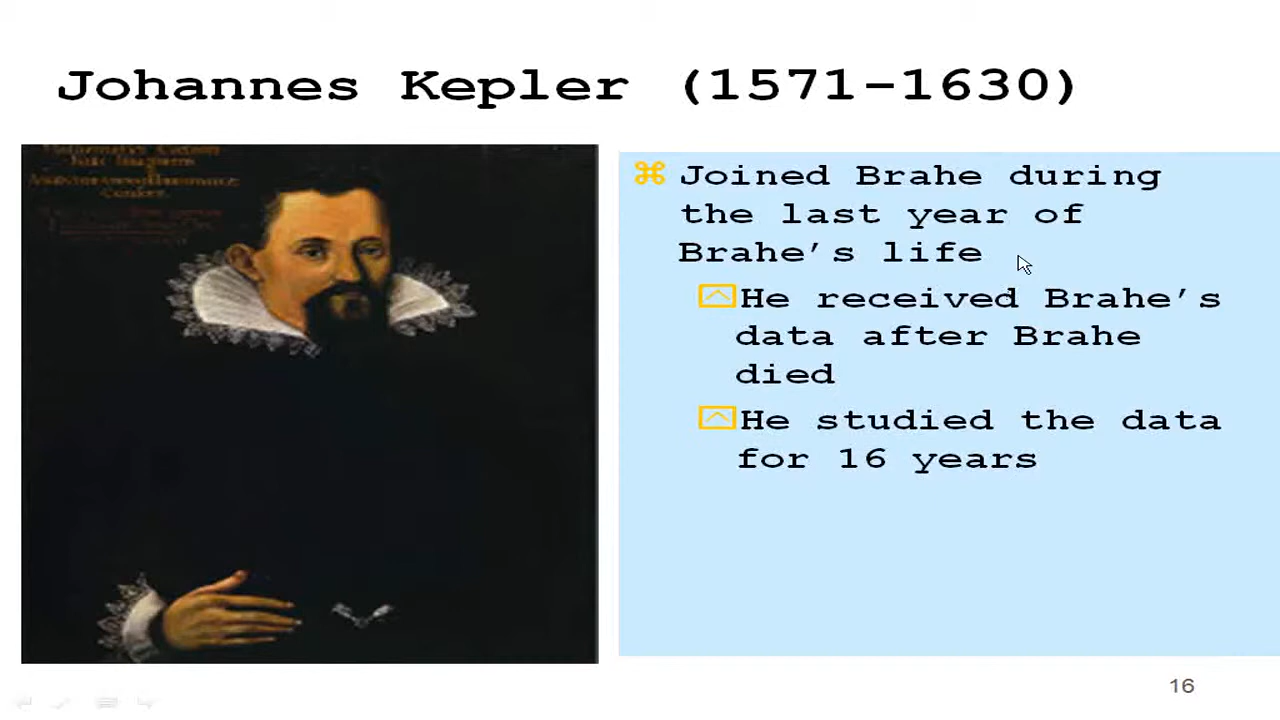 Johannes Kepler (1571-1630)
Joined Brahe during
the last year of
Brahe's life
He received Brahe's
data after Brahe
died
He studied the data
for 16 years
16